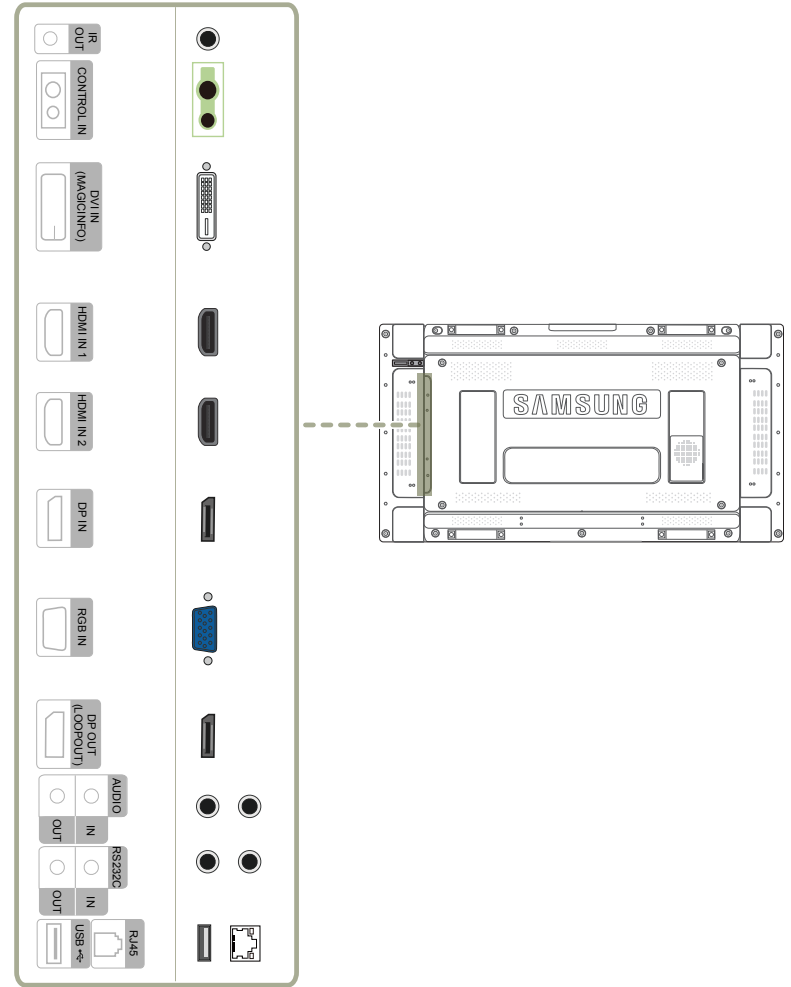 IR
OUT
CONTROL IN
DVI IN
(MAGICINFO)
HDMI IN 1
HDMI IN 2
DP IN
RGB IN
DP OUT
(LOOPOUT)
AUDIO
IN
OUT
RS232C
IN
OUT
RJ45
USB
SAMSUNG